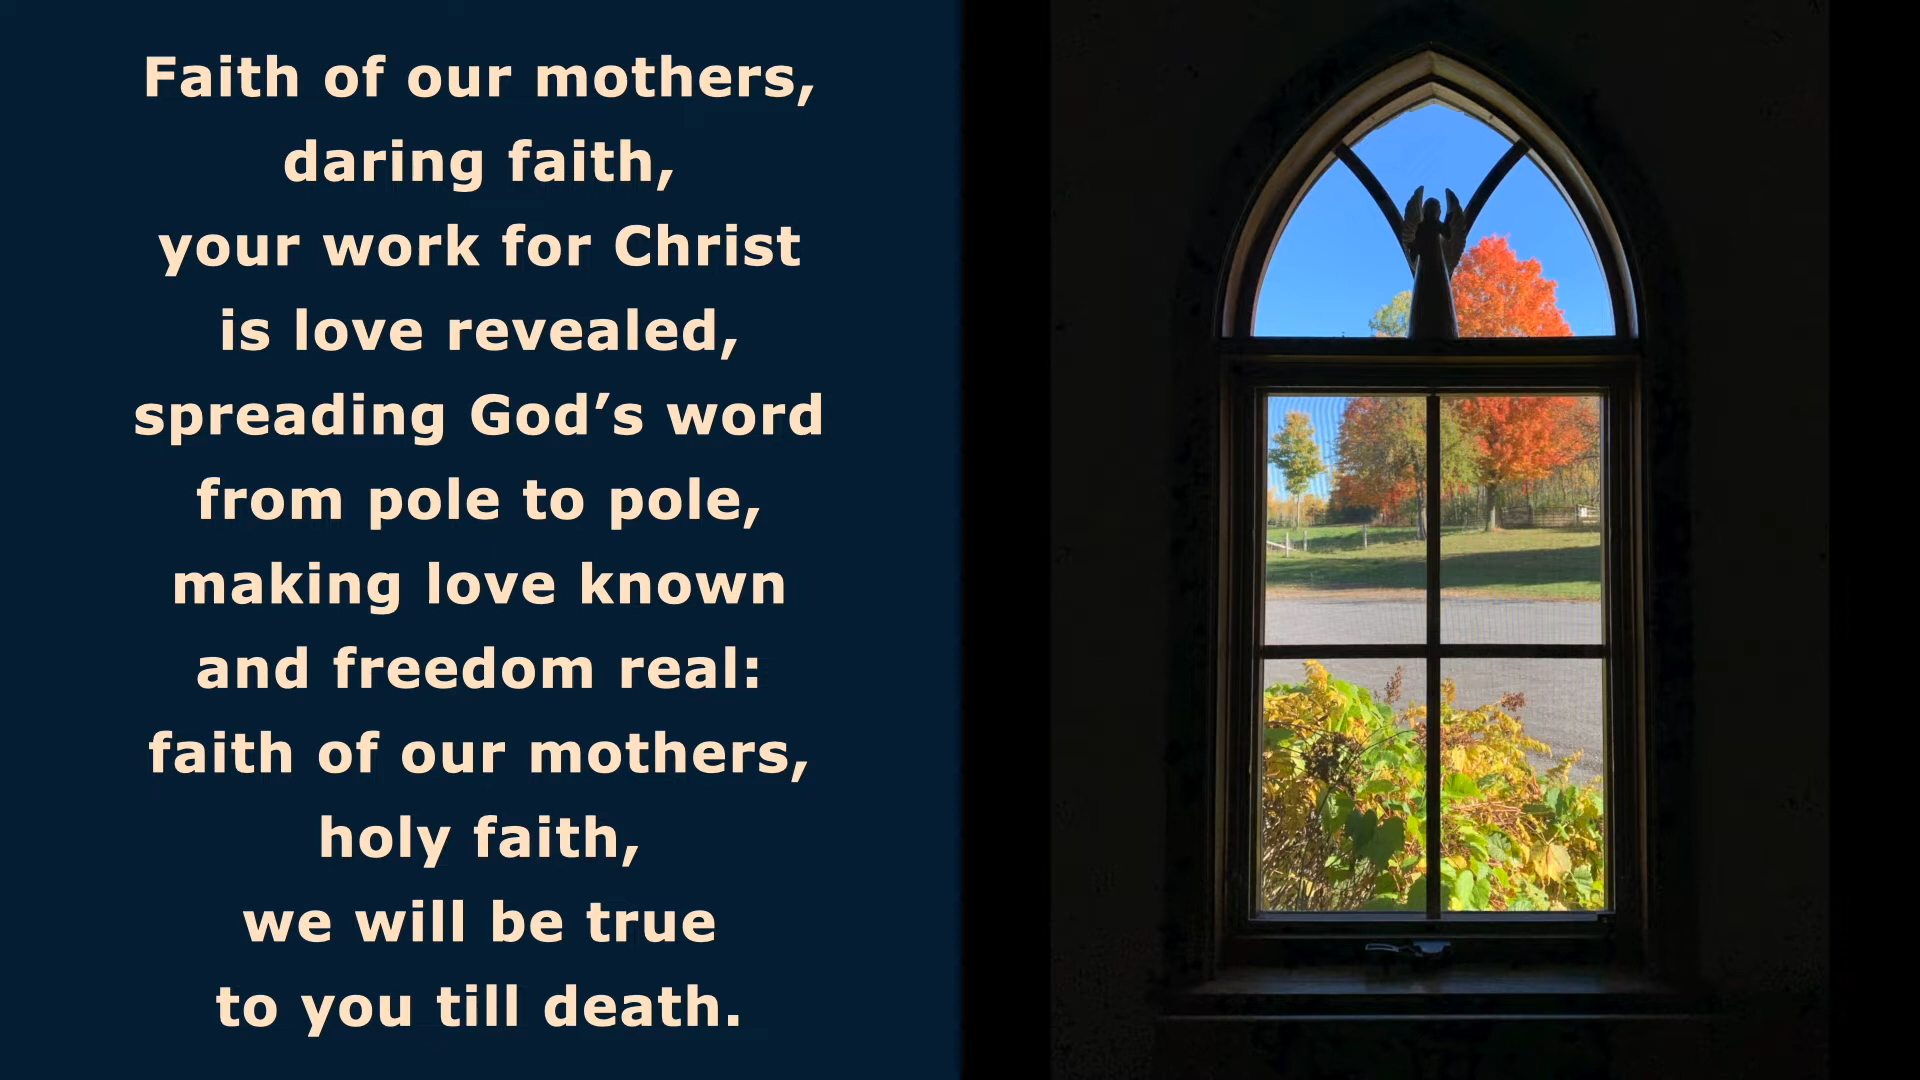 Faith of our mothers,
daring faith,
your work for Christ
is love revealed,
spreading God’s word
from pole to pole,
making love known
and freedom real:
faith of our mothers,
holy faith,
we will be true
to you till death.